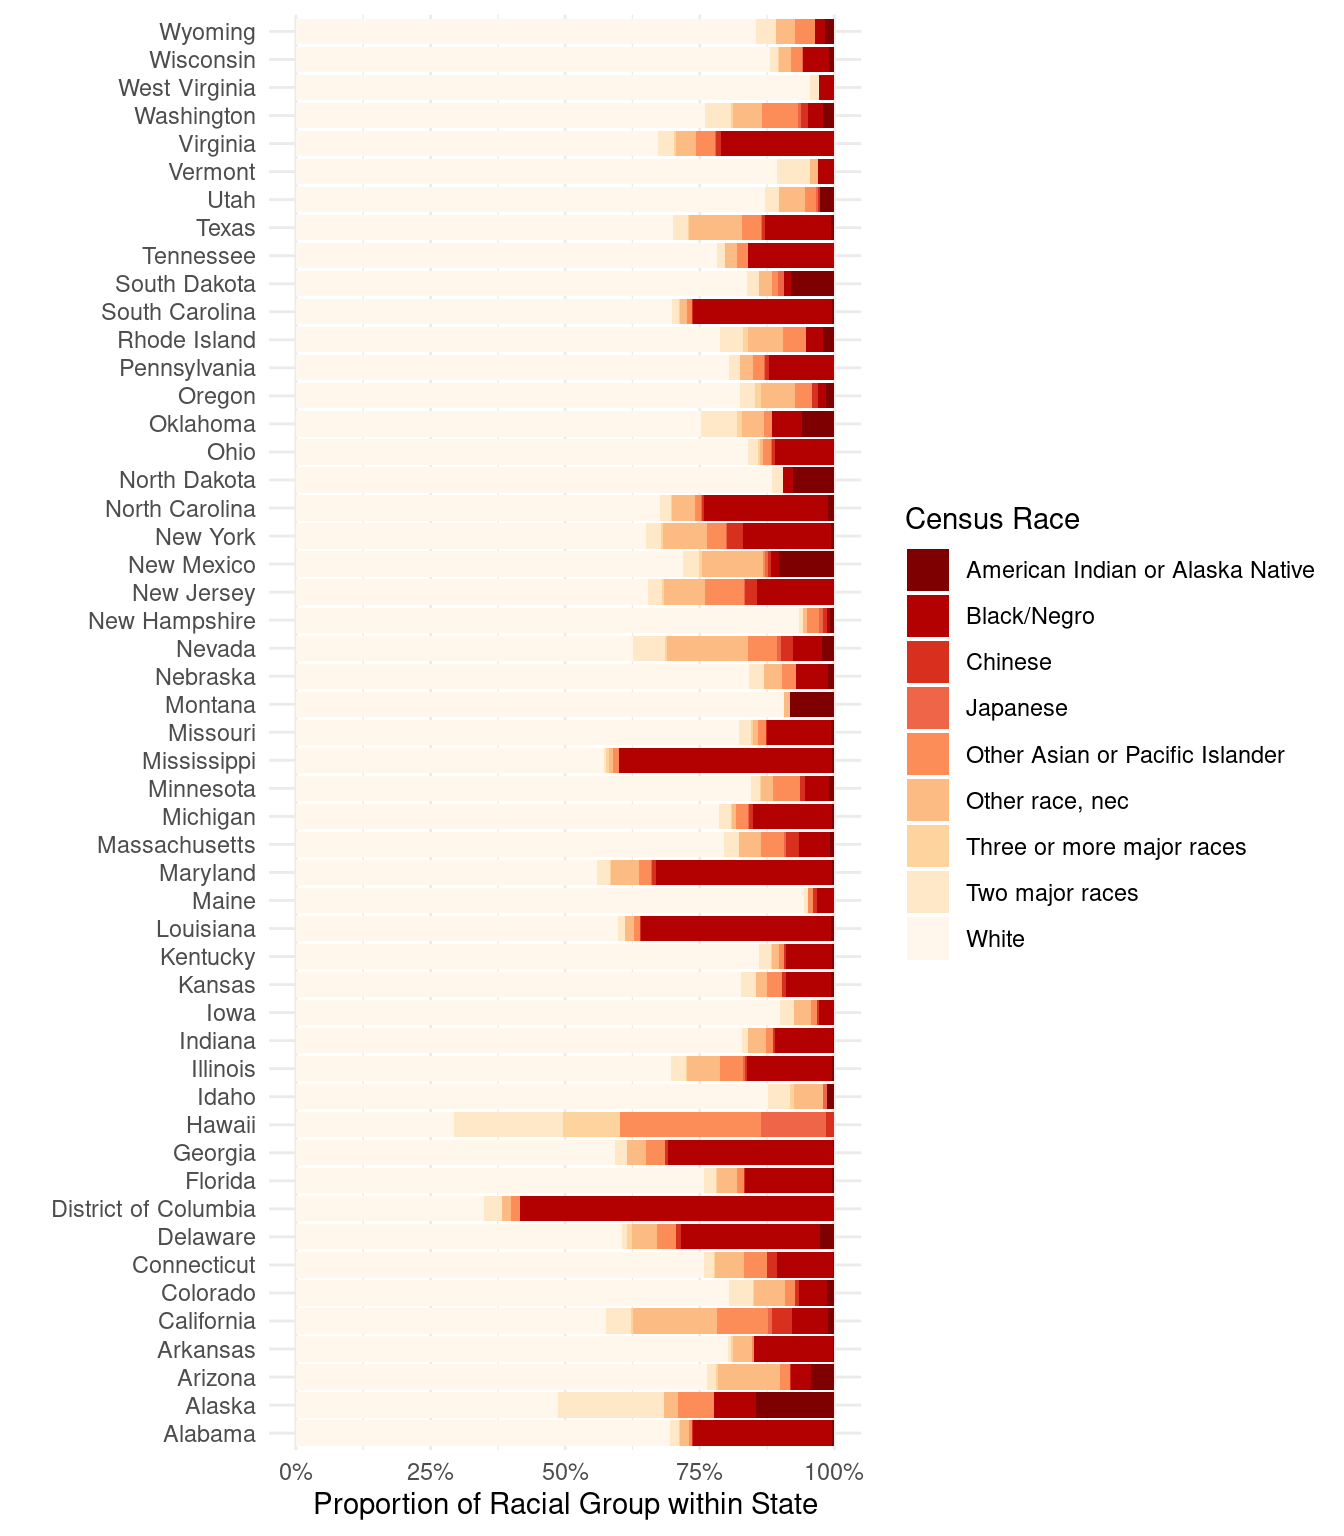 Wyoming
Wisconsin
West Virginia
Washington
Virginia
Vermont
Utah
Texas
Tennessee
South Dakota
South Carolina
Rhode Island
Pennsylvania
Oregon
Oklahoma
Ohio
North Dakota
North Carolina
New York
New Mexico
New Jersey
New Hampshire
Nevada
Nebraska
Montana
Missouri
Mississippi
Minnesota
Michigan
Massachusetts
Maryland
Maine
Louisiana
Kentucky
Kansas
Iowa
Indiana
Illinois
Idaho
Hawaii
Georgia
Florida
District of Columbia
Delaware
Connecticut
Colorado
California
Arkansas
Arizona
Alaska
Alabama
0% 25% 50% 75% 100%
Proportion of Racial Group within State
Census Race
American Indian or Alaska Native
Black/Negro
Chinese
Japanese
Other Asian or Pacific Islander
Other race, nec
Three or more major races
Two major races
White